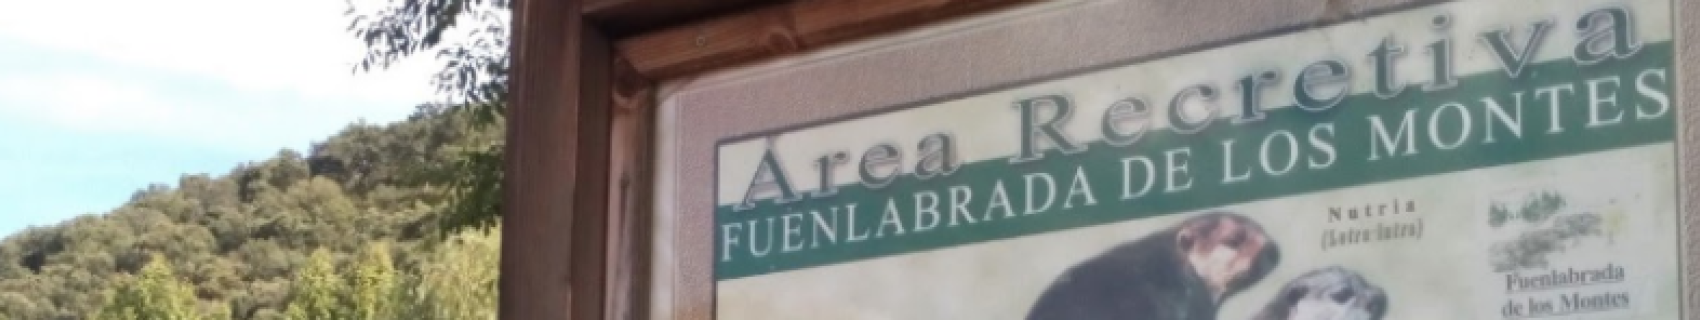 Área Recretiva
FUENLABRADA DE LOS MONTES
Nutria
(Lutra lutra)
Fuenlabrada
de los Montes